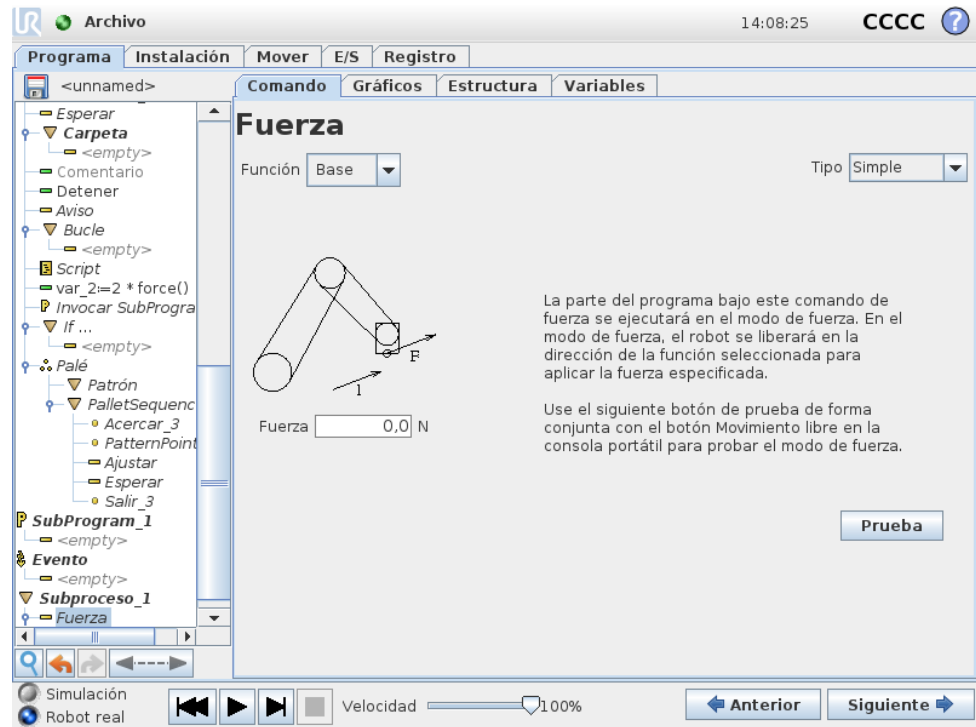 UR Archivo 14:08:25 CCCC ?
Programa Instalación Mover E/S Registro
<unnamed> Comando Gráficos Estructura Variables
Esperar
Carpeta
<empty>
Comentario
Detener
Aviso
Bucle
<empty>
Script
var_2:=2 * force()
P Invocar SubProgra
If ...
<empty>
Palé
Patrón
PalletSequenc
Acercar_3
PatternPoint
Ajustar
Esperar
Salir_3
P SubProgram_1
<empty>
Evento
<empty>
Subproceso_1
Fuerza
Fuerza
Función Base Tipo Simple
F
1
Fuerza 0,0 N
La parte del programa bajo este comando de
fuerza se ejecutará en el modo de fuerza. En el
modo de fuerza, el robot se liberará en la
dirección de la función seleccionada para
aplicar la fuerza especificada.
Use el siguiente botón de prueba de forma
conjunta con el botón Movimiento libre en la
consola portátil para probar el modo de fuerza.
Prueba
Simulación
Robot real
Velocidad 100% Anterior Siguiente